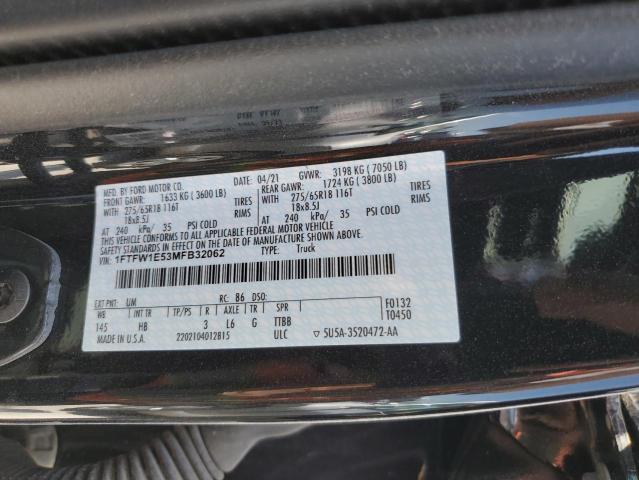 MFD. BY FORD MOTOR CO.
DATE: 04/21 GVWR: 3198 KG ( 7050 LB)
FRONT GAWR: 1633 KG ( 3600 LB)
REAR GAWR: 1724 KG ( 3800 LB)
WITH 275/65R18 116T TIRES
WITH 275/65R18 116T TIRES
18x8.5J RIMS
18x8.5J RIMS
AT 240 kPa/ 35 PSI COLD
AT 240 kPa/ 35 PSI COLD
THIS VEHICLE CONFORMS TO ALL APPLICABLE FEDERAL MOTOR VEHICLE
SAFETY STANDARDS IN EFFECT ON THE DATE OF MANUFACTURE SHOWN ABOVE.
VIN: 1FTFW1E53MFB32062 TYPE: Truck
EXT PNT: UM RC: 86 DSO: F0132
WB TP/PS R AXLE TR SPR T0450
145 HB 3 L6 G ITBB
MADE IN U.S.A. 2202104012815 ULC 5U5A-3520472-AA